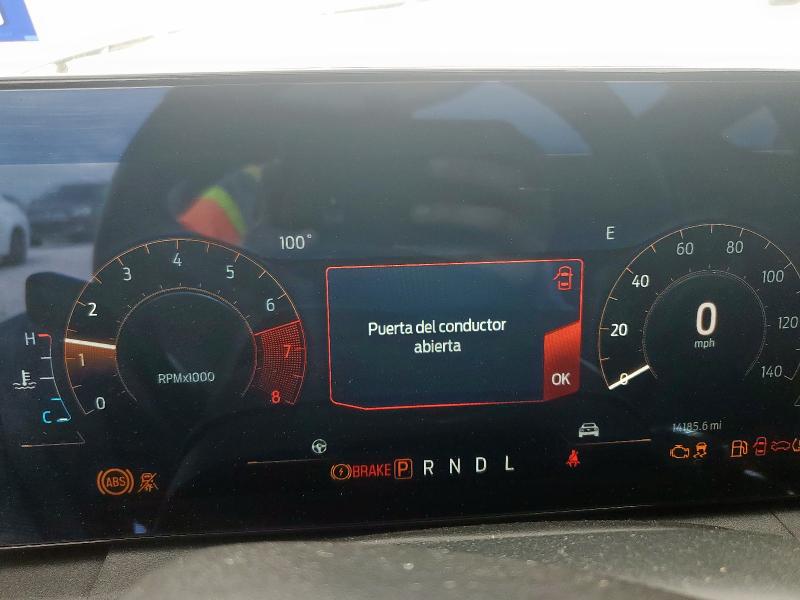 100° E
Puerta del conductor
abierta
OK
0 1 2 3 4 5 6 7 8
RPMx1000
H
C
0 20 40 60 80 100 120 140
0
mph
14185.6 mi
ABS
BRAKE P R N D L